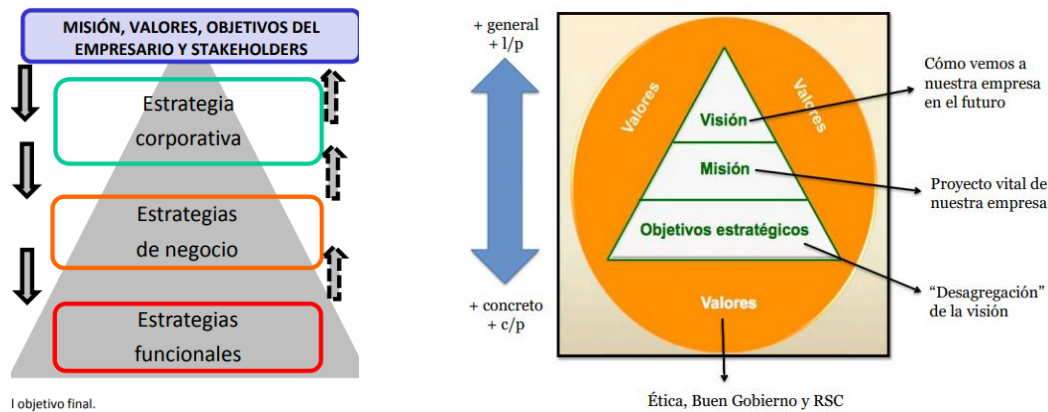 MISIÓN, VALORES, OBJETIVOS DEL
EMPRESARIO Y STAKEHOLDERS
Estrategia
corporativa
Estrategias
de negocio
Estrategias
funcionales
l objetivo final.
+ general
+ l/p
+ concreto
+ c/p
Valores
Valores
Visión
Misión
Objetivos estratégicos
Valores
Cómo vemos a
nuestra empresa
en el futuro
Proyecto vital de
nuestra empresa
“Desagregación”
de la visión
Ética, Buen Gobierno y RSC